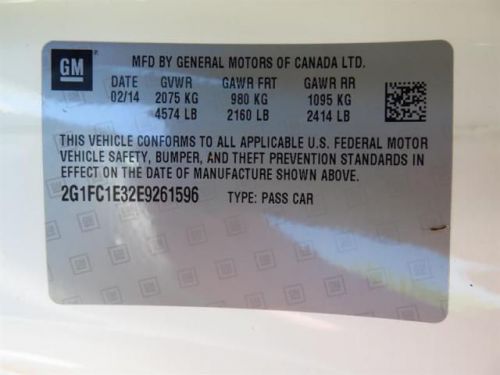 GM
MFD BY GENERAL MOTORS OF CANADA LTD.
DATE GVWR GAWR FRT GAWR RR
02/14 2075 KG 980 KG 1095 KG
4574 LB 2160 LB 2414 LB
THIS VEHICLE CONFORMS TO ALL APPLICABLE U.S. FEDERAL MOTOR
VEHICLE SAFETY, BUMPER, AND THEFT PREVENTION STANDARDS IN
EFFECT ON THE DATE OF MANUFACTURE SHOWN ABOVE.
2G1FC1E32E9261596 TYPE: PASS CAR